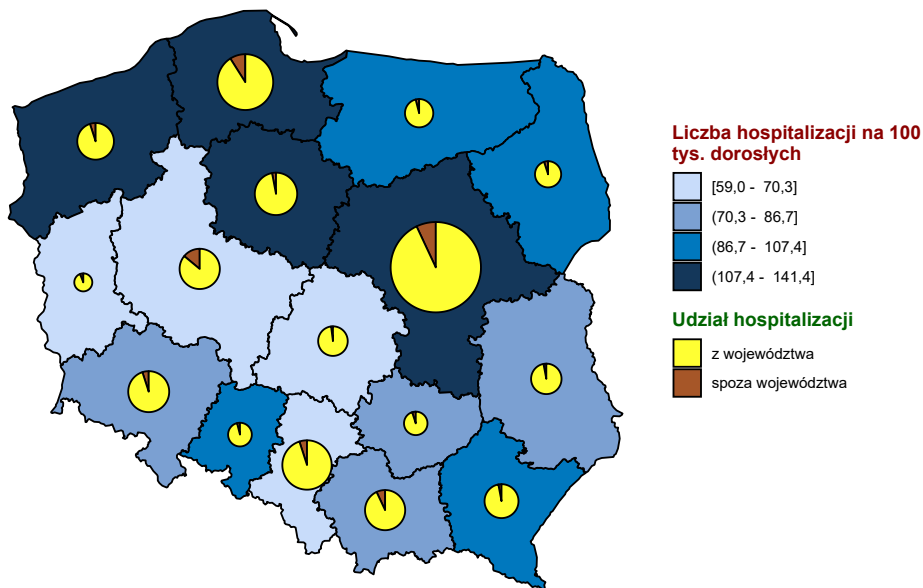 Liczba hospitalizacji na 100
tys. dorosłych
[59,0 - 70,3]
(70,3 - 86,7]
(86,7 - 107,4]
(107,4 - 141,4]
Udział hospitalizacji
z województwa
spoza województwa